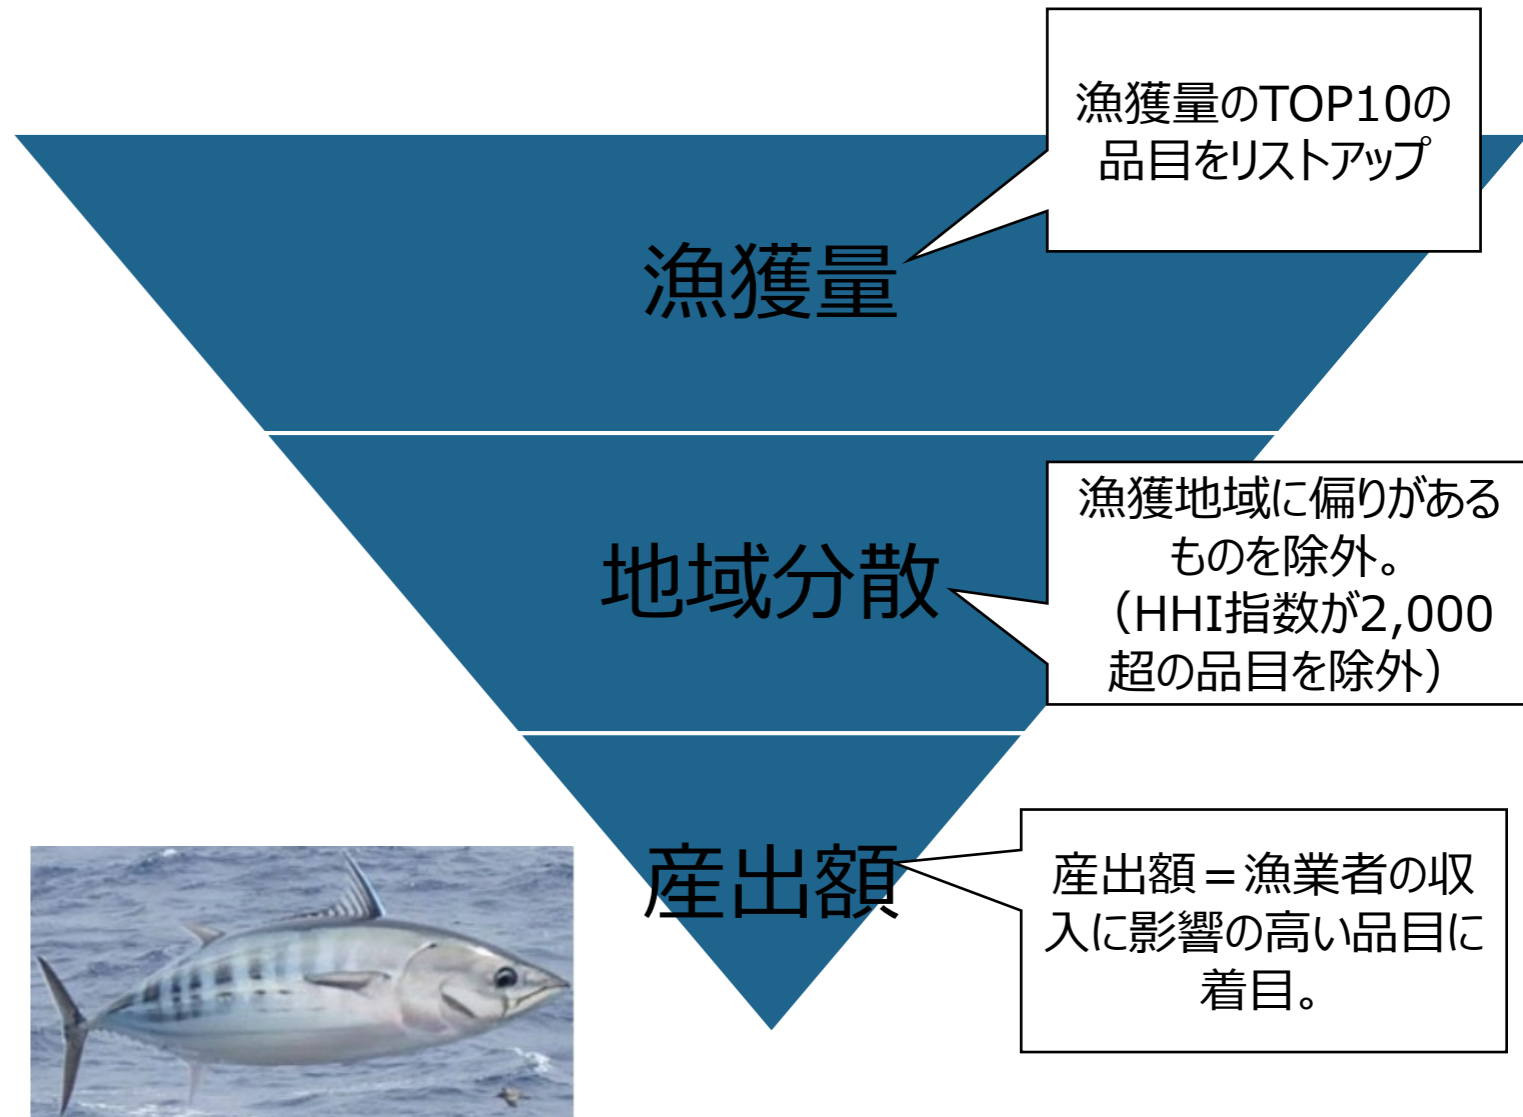 漁獲量のTOP10の
品目をリストアップ
漁獲量
漁獲地域に偏りがある
ものを除外。
（HHI指数が2,000
超の品目を除外）
地域分散
産出額＝漁業者の収
入に影響の高い品目に
着目。
産出額